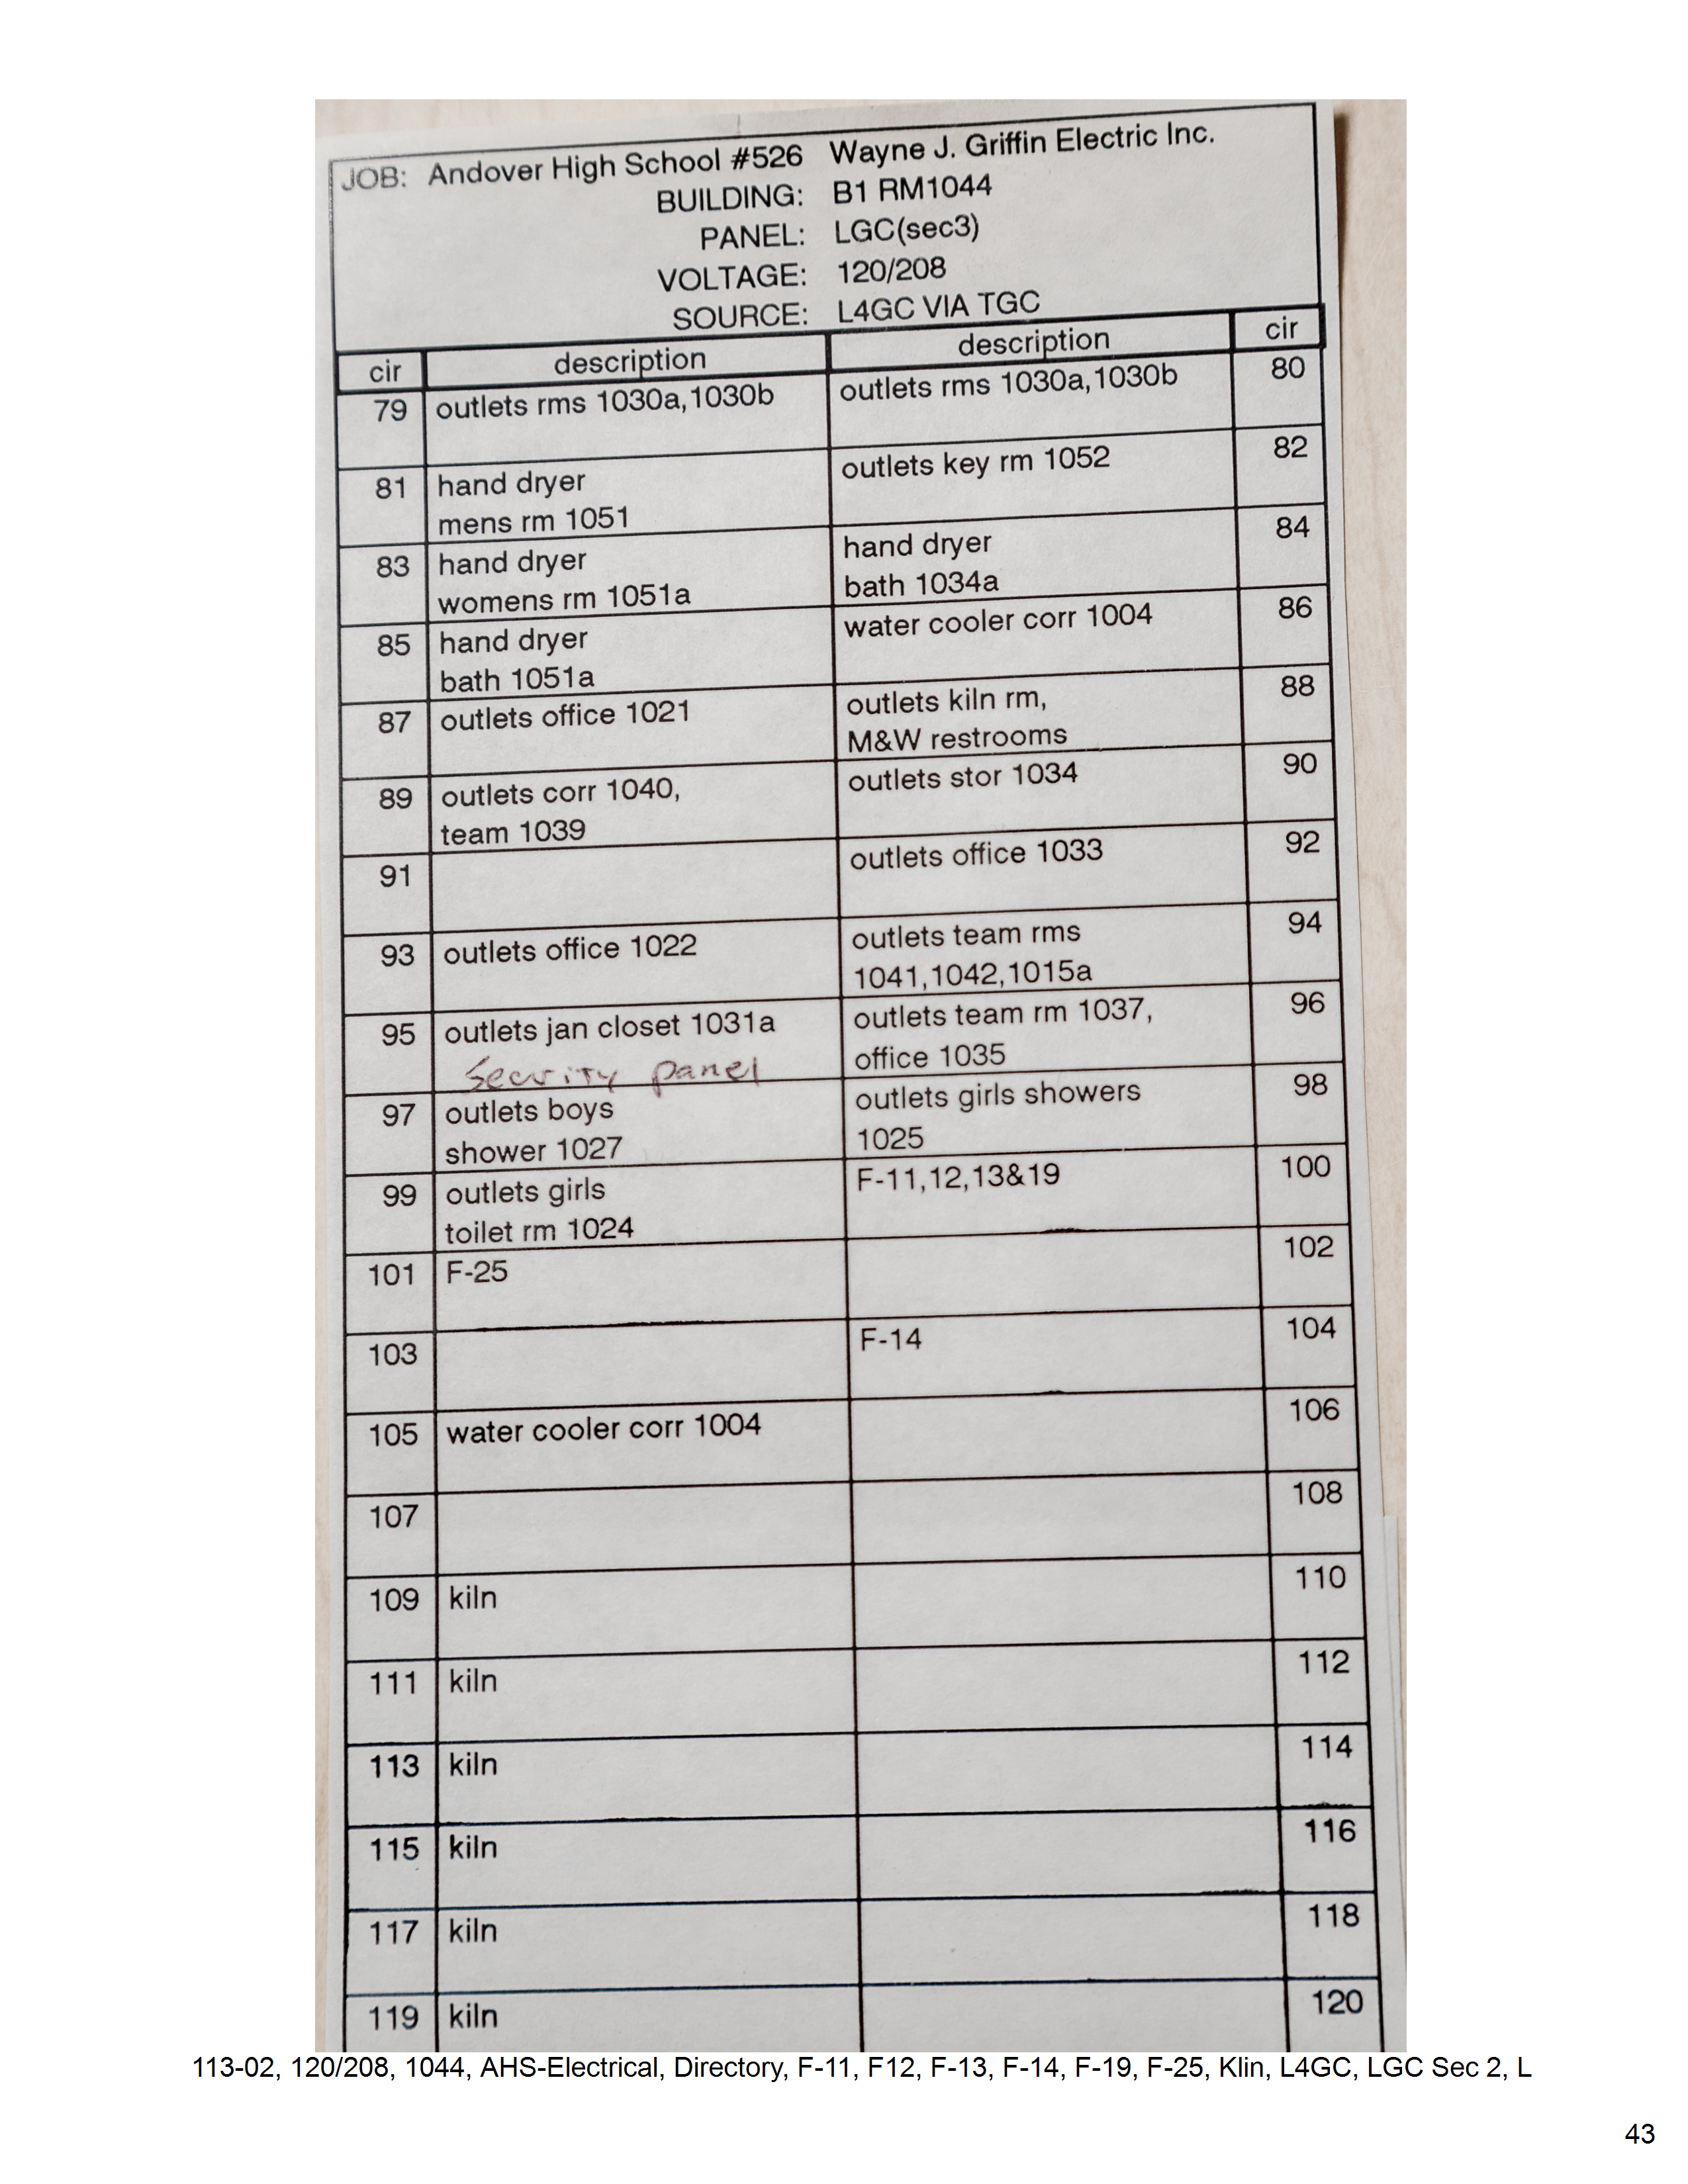 JOB: Andover High School #526 Wayne J. Griffin Electric Inc.
BUILDING: B1 RM1044
PANEL: LGC(sec3)
VOLTAGE: 120/208
SOURCE: L4GC VIA TGC
cir description description cir
79 outlets rms 1030a,1030b outlets rms 1030a,1030b 80
81 hand dryer outlets key rm 1052 82
mens rm 1051
83 hand dryer hand dryer 84
womens rm 1051a bath 1034a
85 hand dryer water cooler corr 1004 86
bath 1051a
87 outlets office 1021 outlets kiln rm, 88
M&W restrooms
89 outlets corr 1040, outlets stor 1034 90
team 1039
91 outlets office 1033 92
93 outlets office 1022 outlets team rms 94
1041,1042,1015a
95 outlets jan closet 1031a outlets team rm 1037, 96
Security panel office 1035
97 outlets boys outlets girls showers 98
shower 1027 1025
99 outlets girls F-11,12,13&19 100
toilet rm 1024
101 F-25 102
103 F-14 104
105 water cooler corr 1004 106
107 108
109 kiln 110
111 kiln 112
113 kiln 114
115 kiln 116
117 kiln 118
119 kiln 120
113-02, 120/208, 1044, AHS-Electrical, Directory, F-11, F12, F-13, F-14, F-19, F-25, Klin, L4GC, LGC Sec 2, L
43